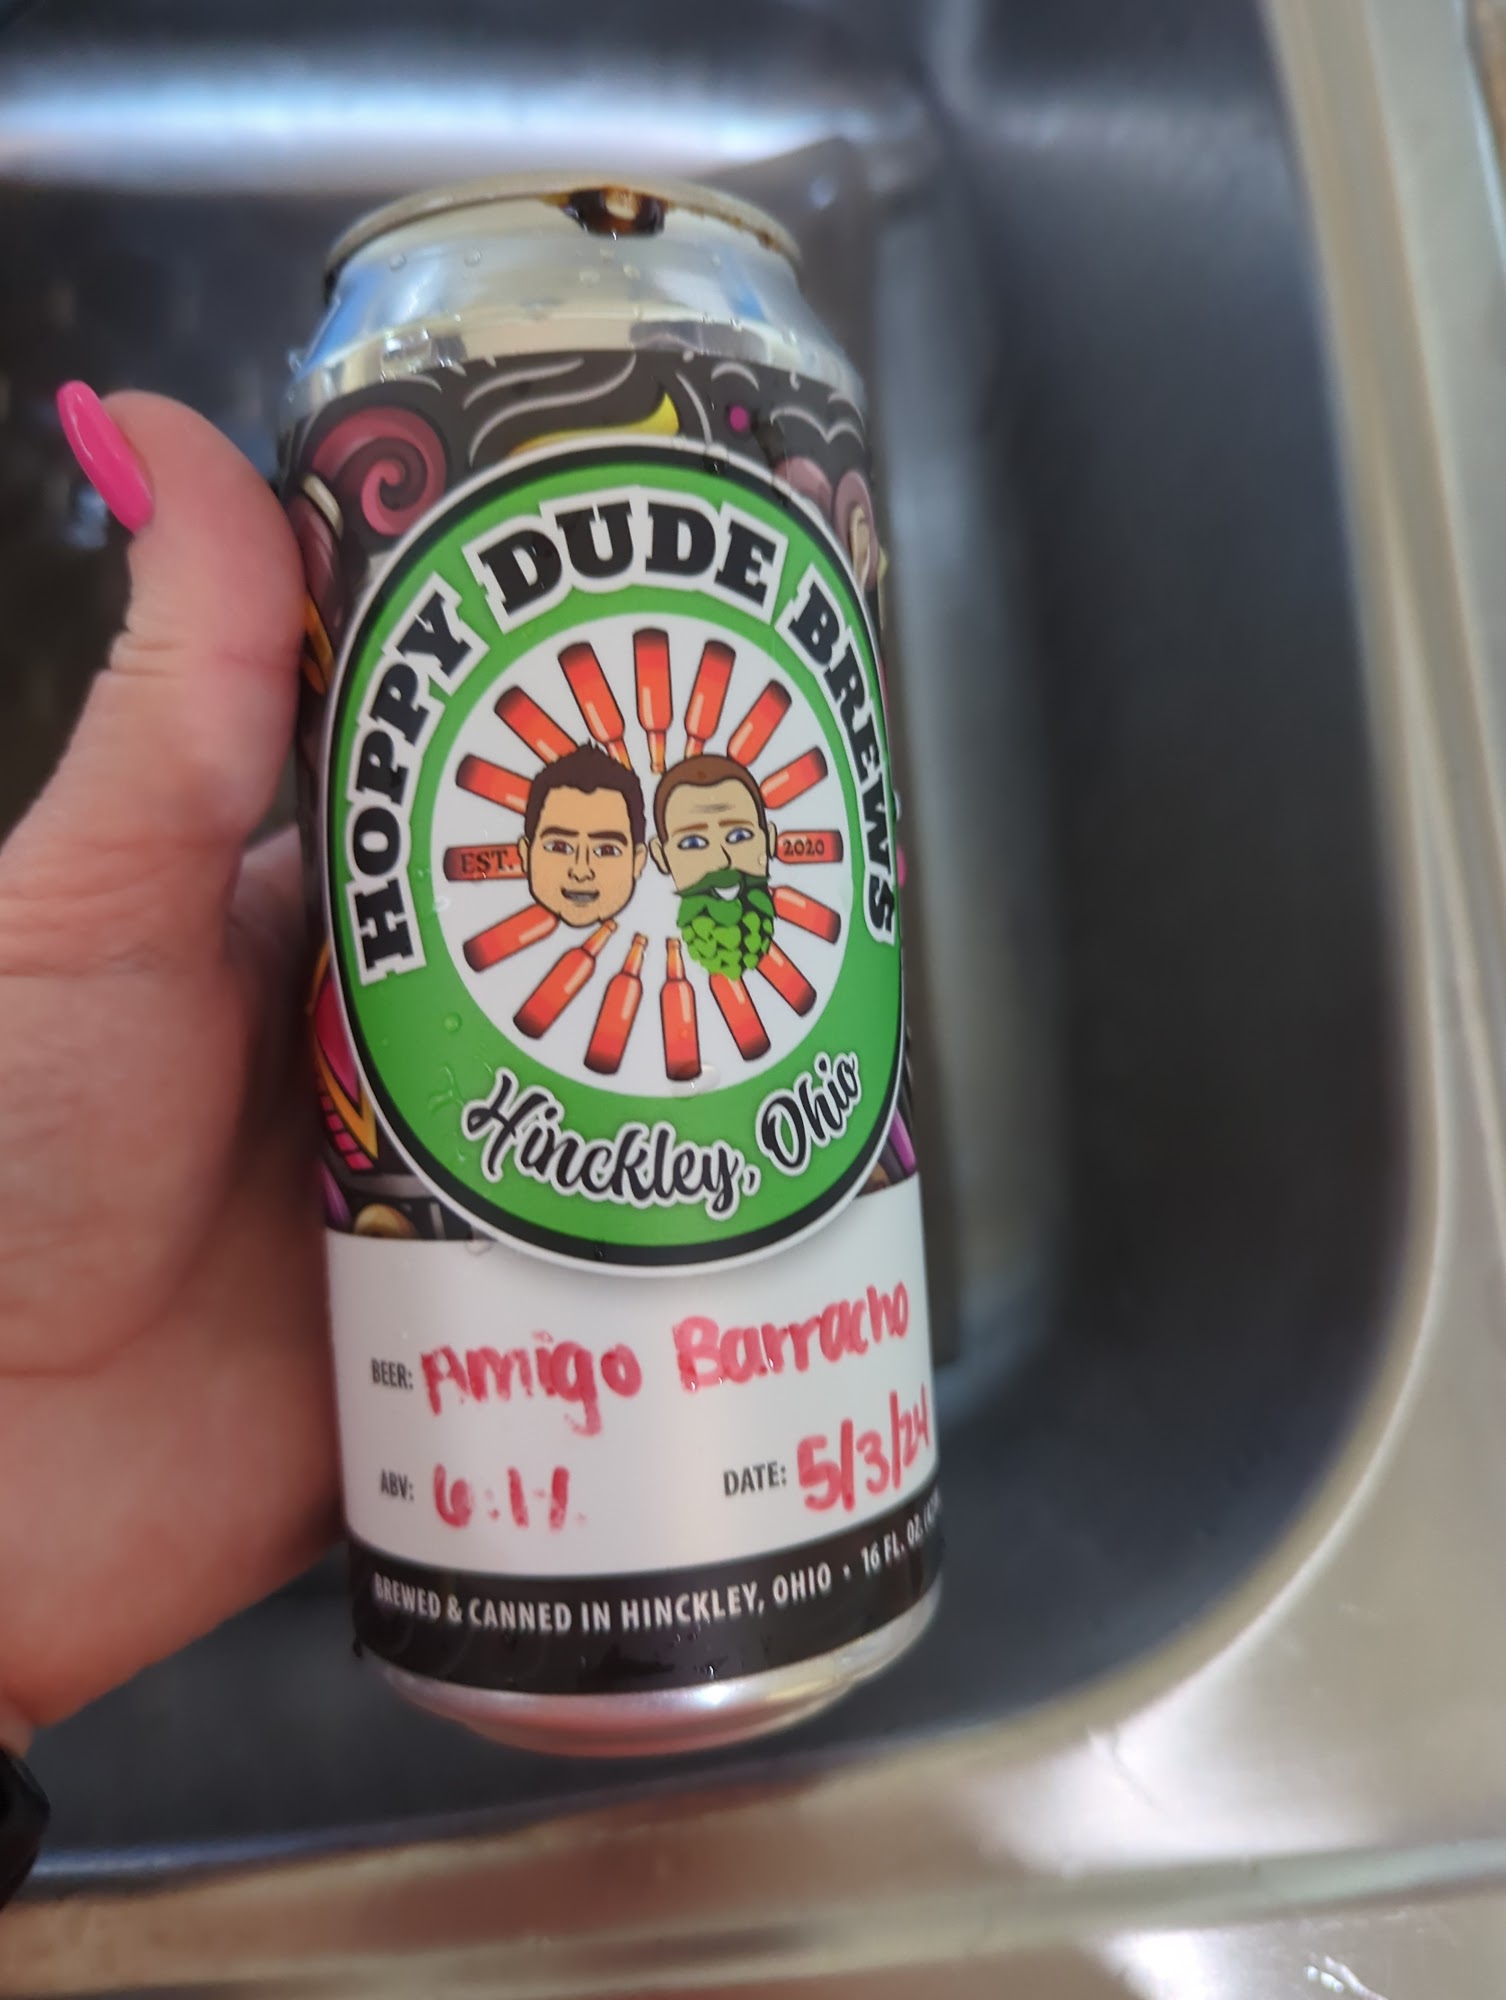 HOPPY DUDE BREWS
EST. 2020
Hinckley, Ohio
BEER: Amigo Barracho
ABV: 6.1% DATE: 5/3/24
BREWED & CANNED IN HINCKLEY, OHIO • 16 FL. OZ.